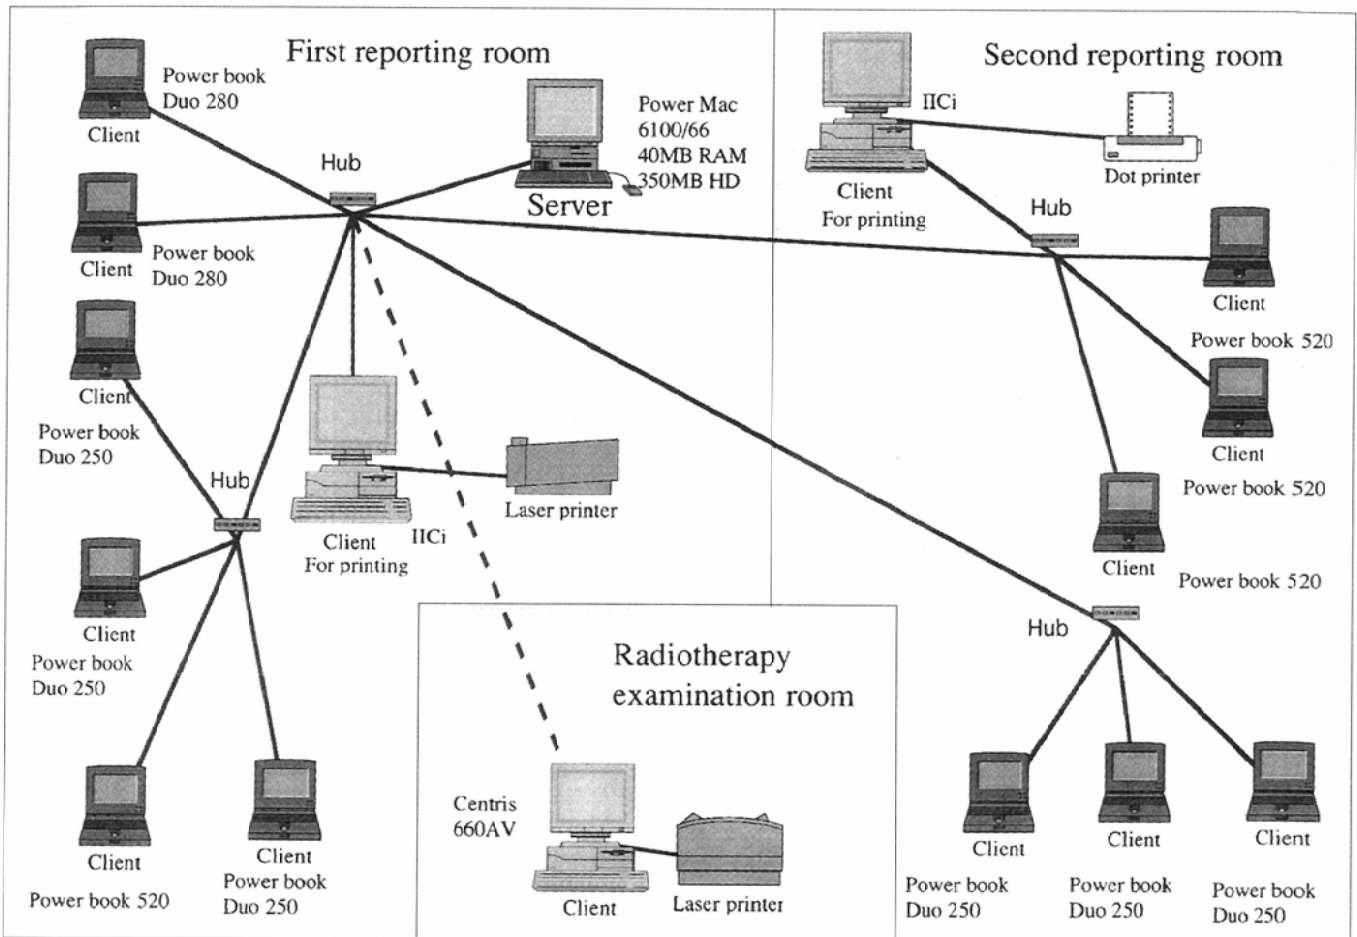 First reporting room
Power book
Duo 280
Client
Hub
Power Mac
6100/66
40MB RAM
350MB HD
Server
Client
Power book
Duo 280
Client
Power book
Duo 250
Hub
Client
For printing
IICi
Laser printer
Client
Power book
Duo 250
Client
Power book 520
Client
Power book
Duo 250
Second reporting room
IICi
Client
For printing
Dot printer
Hub
Client
Power book 520
Client
Power book 520
Client
Power book 520
Hub
Client
Power book
Duo 250
Client
Power book
Duo 250
Client
Power book
Duo 250
Radiotherapy
examination room
Centris
660AV
Client
Laser printer